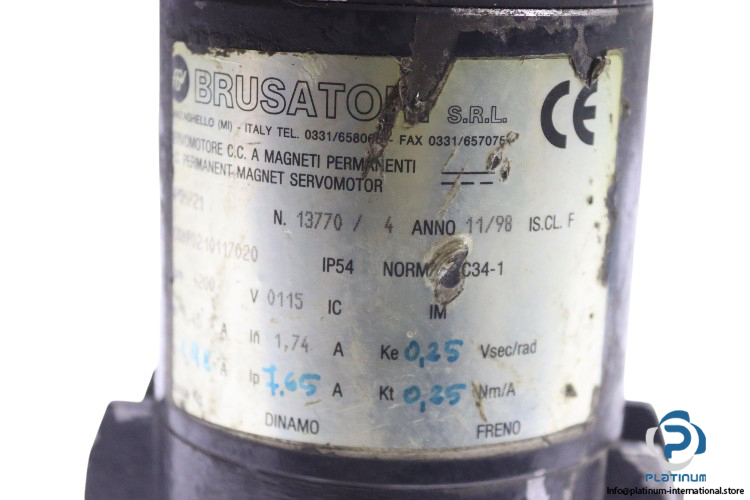 BRUSATORI S.R.L.
(MI) - ITALY TEL. 0331/65806 - FAX 0331/65707
SERVOMOTORE C.C. A MAGNETI PERMANENTI
PERMANENT MAGNET SERVOMOTOR
CE
N. 13770 / 4 ANNO 11/98 IS.CL. F
IP54 NORM C34-1
V 0115 IC IM
A In 1,74 A Ke 0,25 Vsec/rad
A Ip 7,65 A Kt 0,25 Nm/A
DINAMO FRENO
PLATINUM
Info@platinum-international.store